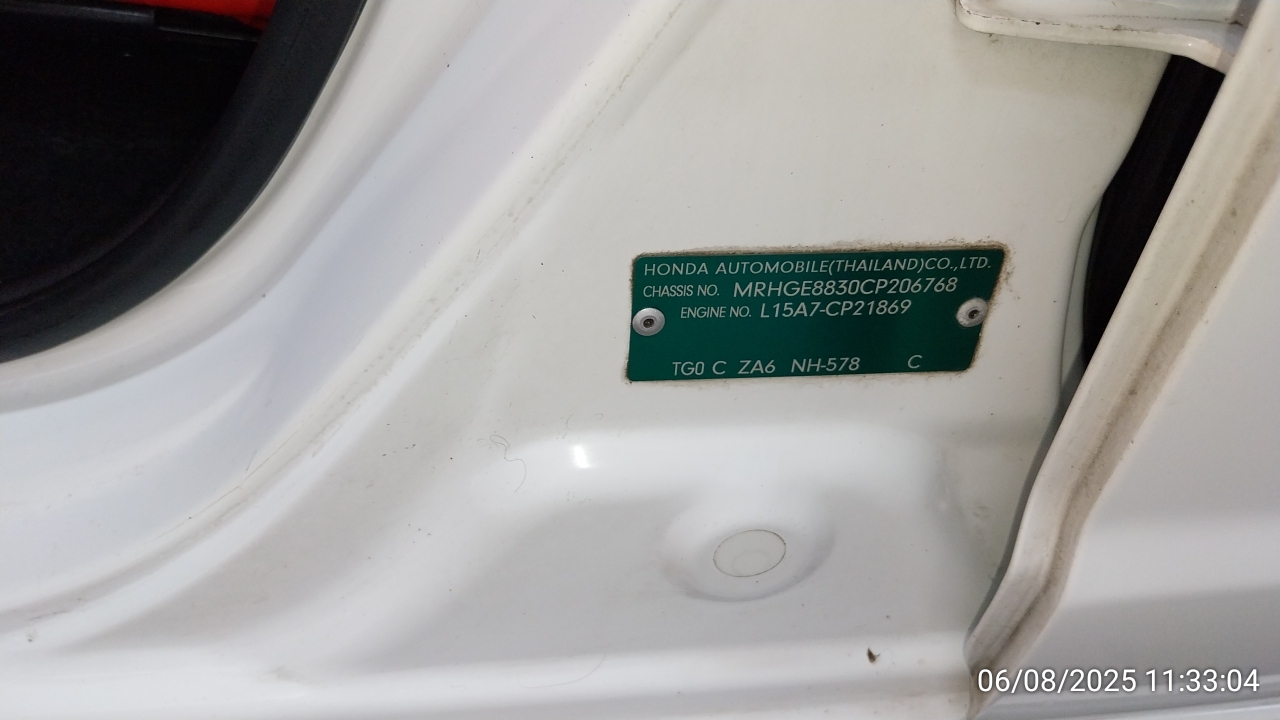 HONDA AUTOMOBILE(THAILAND)CO.,LTD.
CHASSIS NO. MRHGE8830CP206768
ENGINE NO. L15A7-CP21869
TG0 C ZA6 NH-578 C
06/08/2025 11:33:04